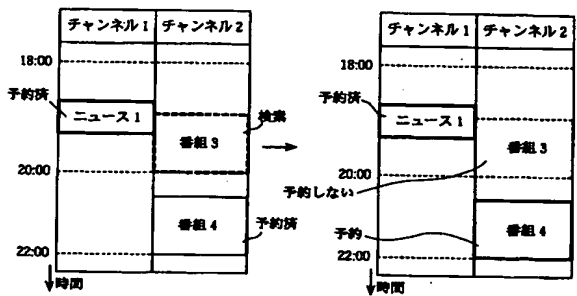 チャンネル1 チャンネル2
18:00
予約済
ニュース1
検索
番組3
20:00
番組4
予約済
22:00
時間
チャンネル1 チャンネル2
18:00
予約済
ニュース1
番組3
20:00
予約しない
予約
番組4
22:00
時間